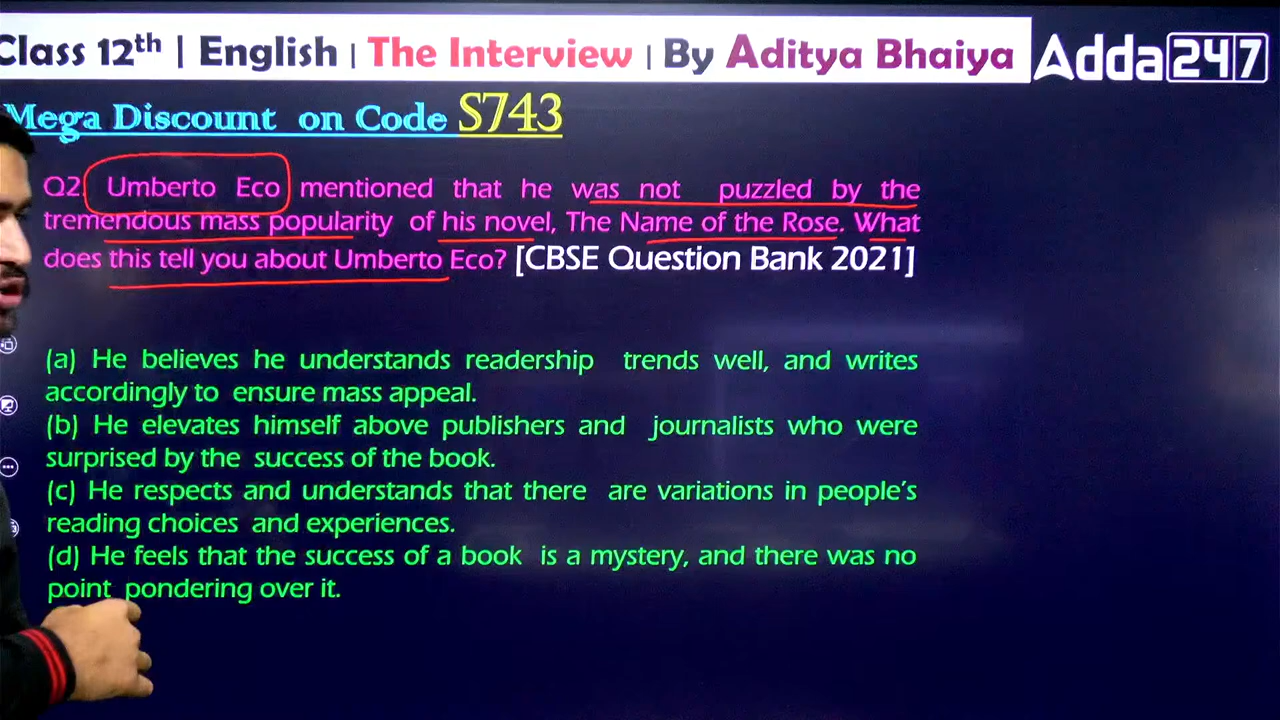 Class 12th | English | The Interview | By Aditya Bhaiya Adda247
Mega Discount on Code S743
Q2 Umberto Eco mentioned that he was not puzzled by the
tremendous mass popularity of his novel, The Name of the Rose. What
does this tell you about Umberto Eco? [CBSE Question Bank 2021]
(a) He believes he understands readership trends well, and writes
accordingly to ensure mass appeal.
(b) He elevates himself above publishers and journalists who were
surprised by the success of the book.
(c) He respects and understands that there are variations in people's
reading choices and experiences.
(d) He feels that the success of a book is a mystery, and there was no
point pondering over it.